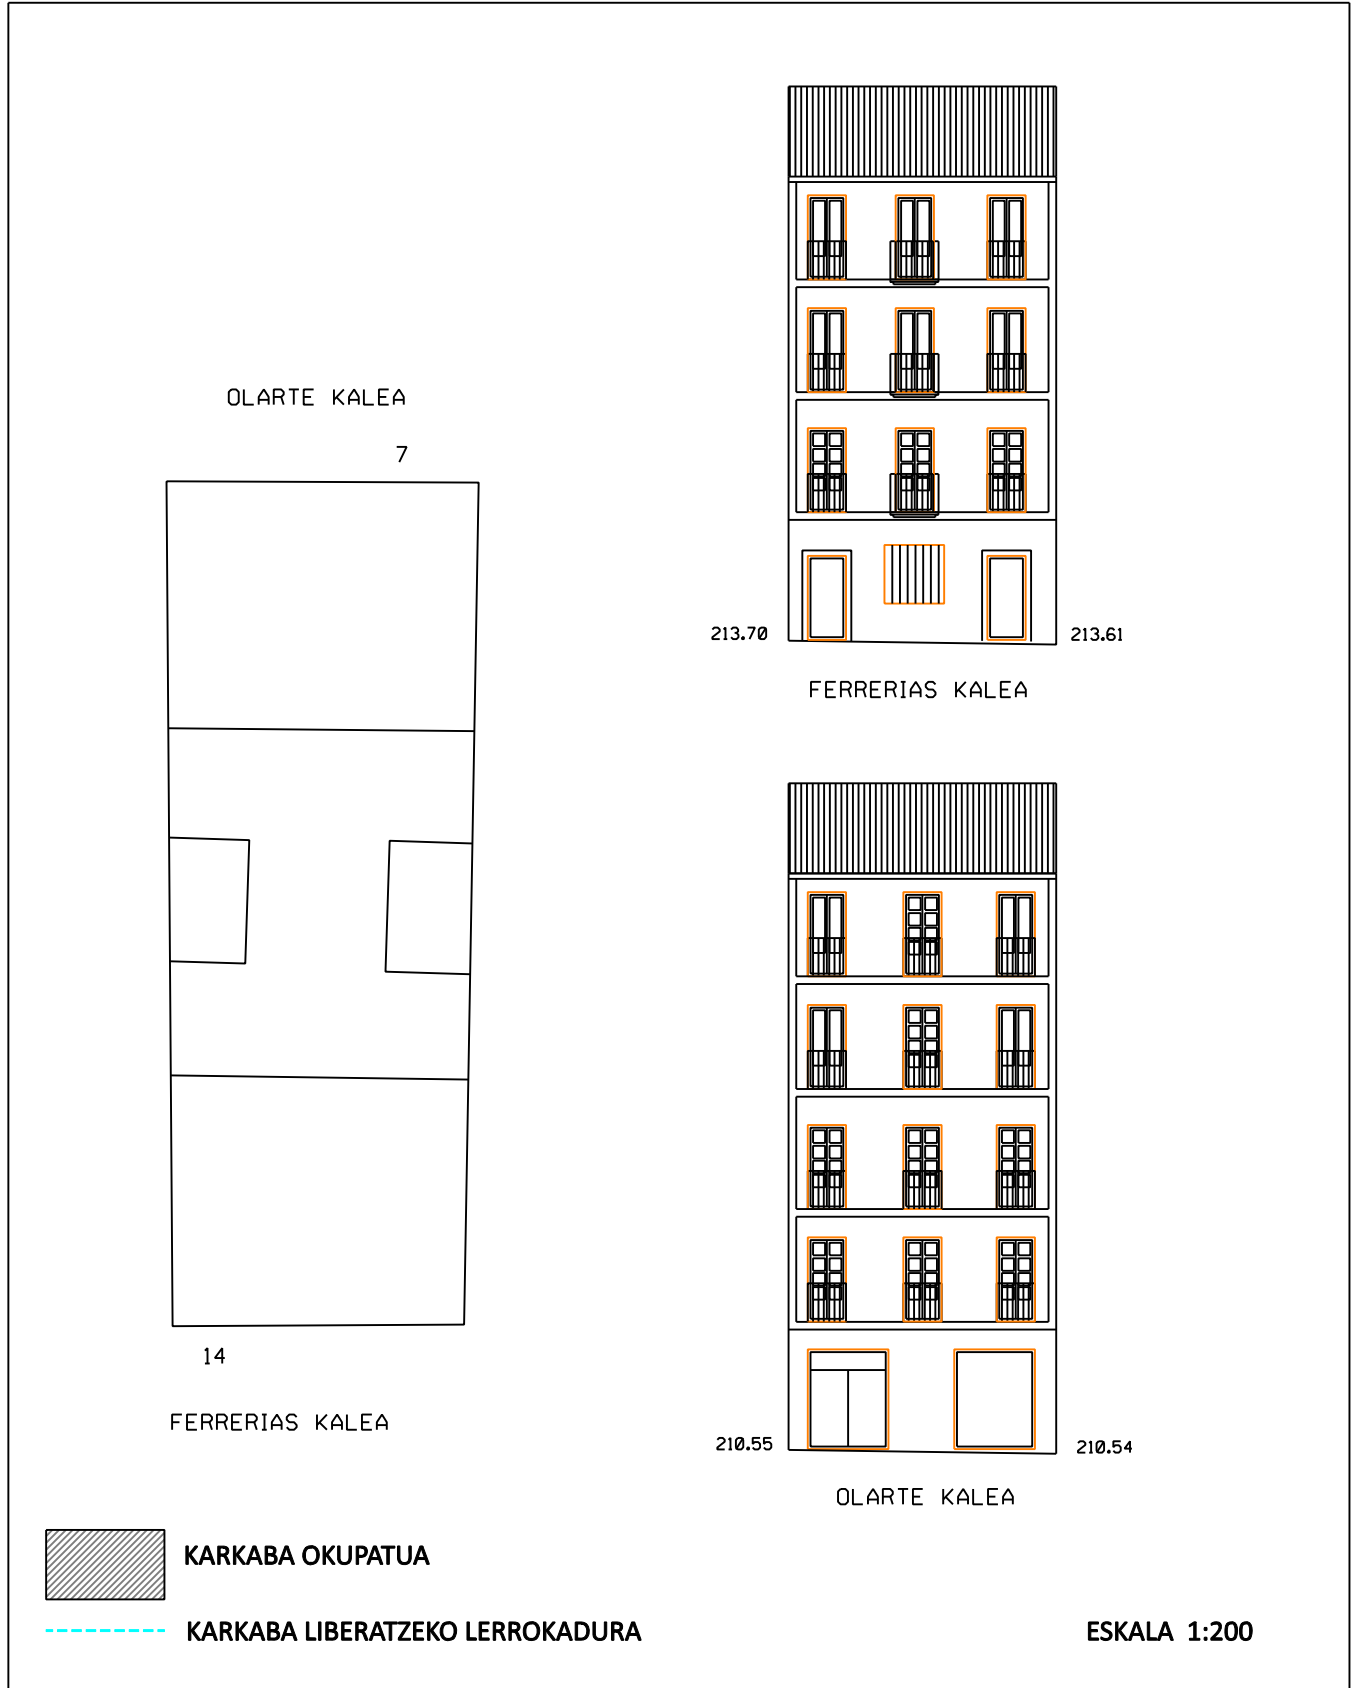 OLARTE KALEA
7
14
FERRERIAS KALEA
213.70
213.61
FERRERIAS KALEA
210.55
210.54
OLARTE KALEA
KARKABA OKUPATUA
KARKABA LIBERATZEKO LERROKADURA
ESKALA 1:200